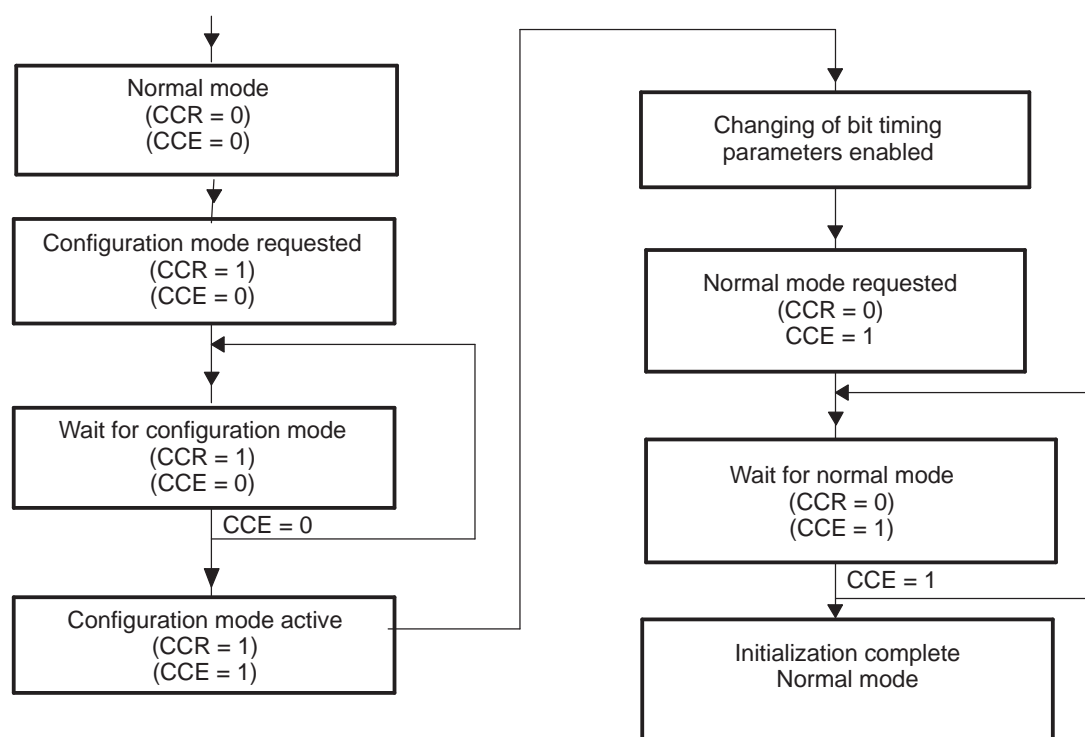 Normal mode
(CCR = 0)
(CCE = 0)
Configuration mode requested
(CCR = 1)
(CCE = 0)
Wait for configuration mode
(CCR = 1)
(CCE = 0)
CCE = 0
Configuration mode active
(CCR = 1)
(CCE = 1)
Changing of bit timing
parameters enabled
Normal mode requested
(CCR = 0)
CCE = 1
Wait for normal mode
(CCR = 0)
(CCE = 1)
CCE = 1
Initialization complete
Normal mode